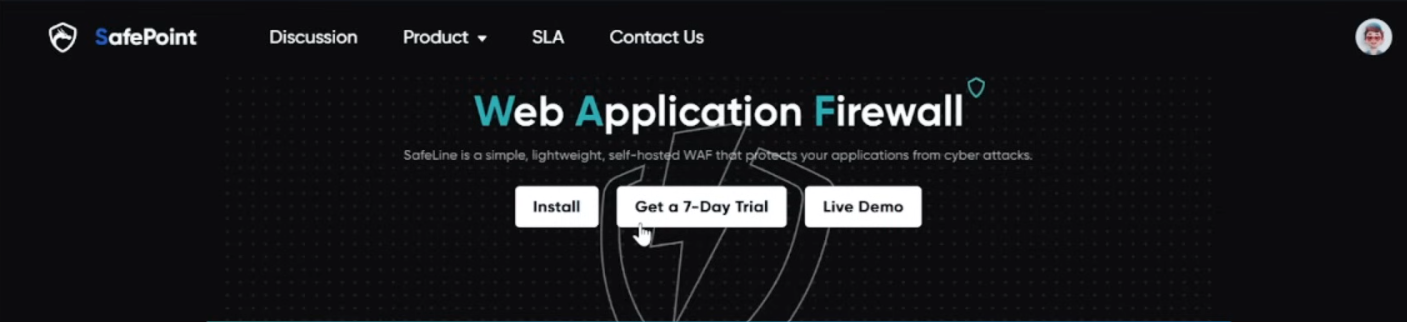 SafePoint
Discussion
Product
SLA
Contact Us
Web Application Firewall
SafeLine is a simple, lightweight, self-hosted WAF that protects your applications from cyber attacks.
Install
Get a 7-Day Trial
Live Demo